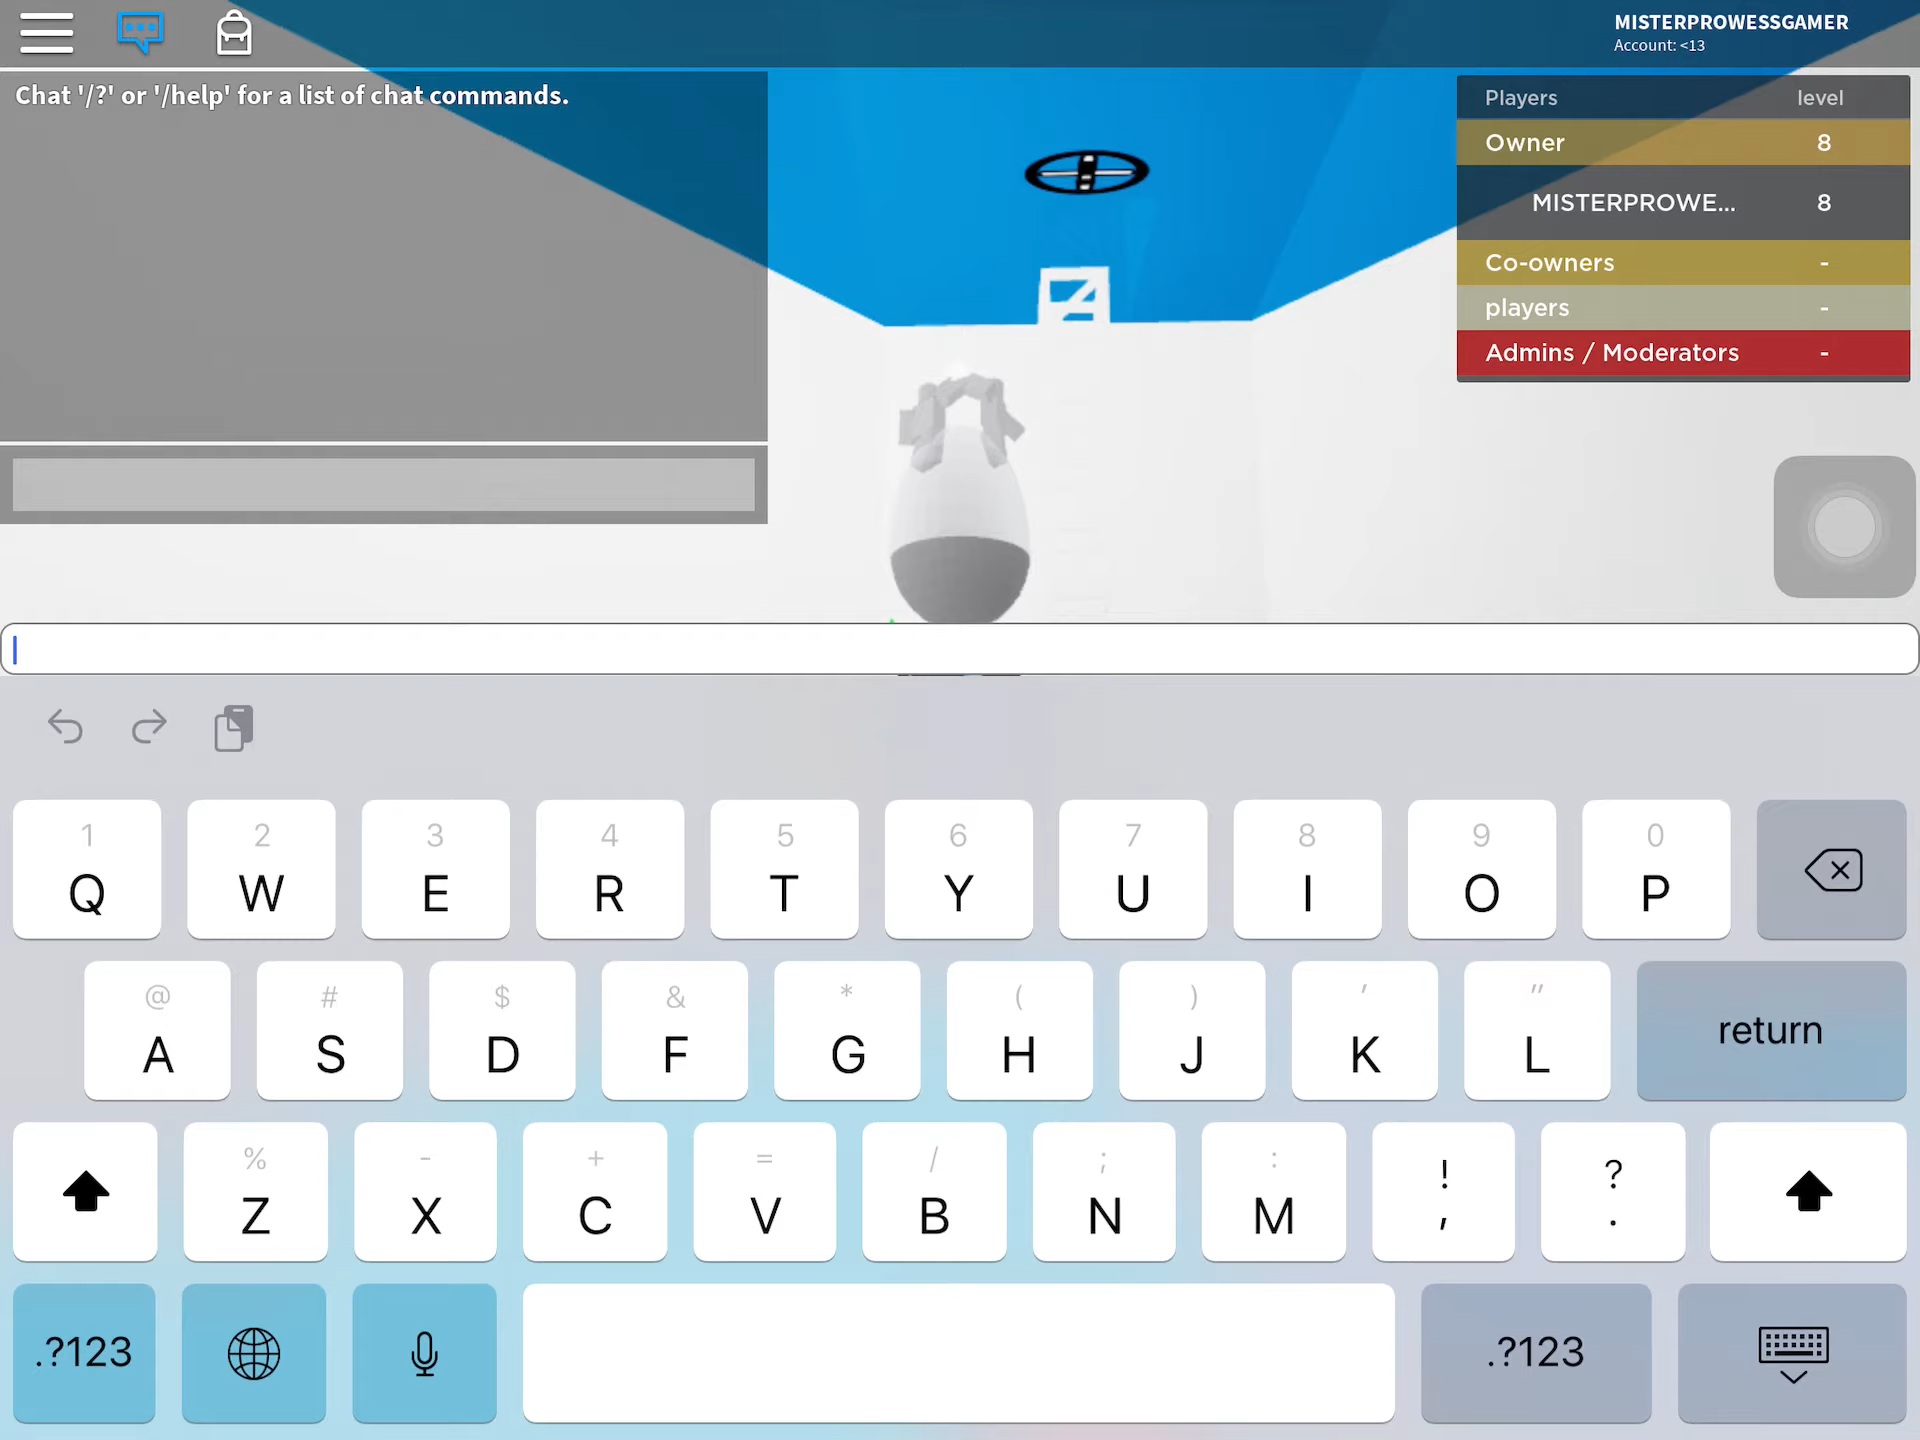 MISTERPROWESSGAMER
Account: <13
Chat '/?' or '/help' for a list of chat commands.
Players level
Owner 8
MISTERPROWE... 8
Co-owners -
players -
Admins / Moderators -
1 2 3 4 5 6 7 8 9 0
Q W E R T Y U I O P
@ # $ & * ( ) ' "
A S D F G H J K L return
% - + = / ; : ! ?
Z X C V B N M , .
.?123 .?123